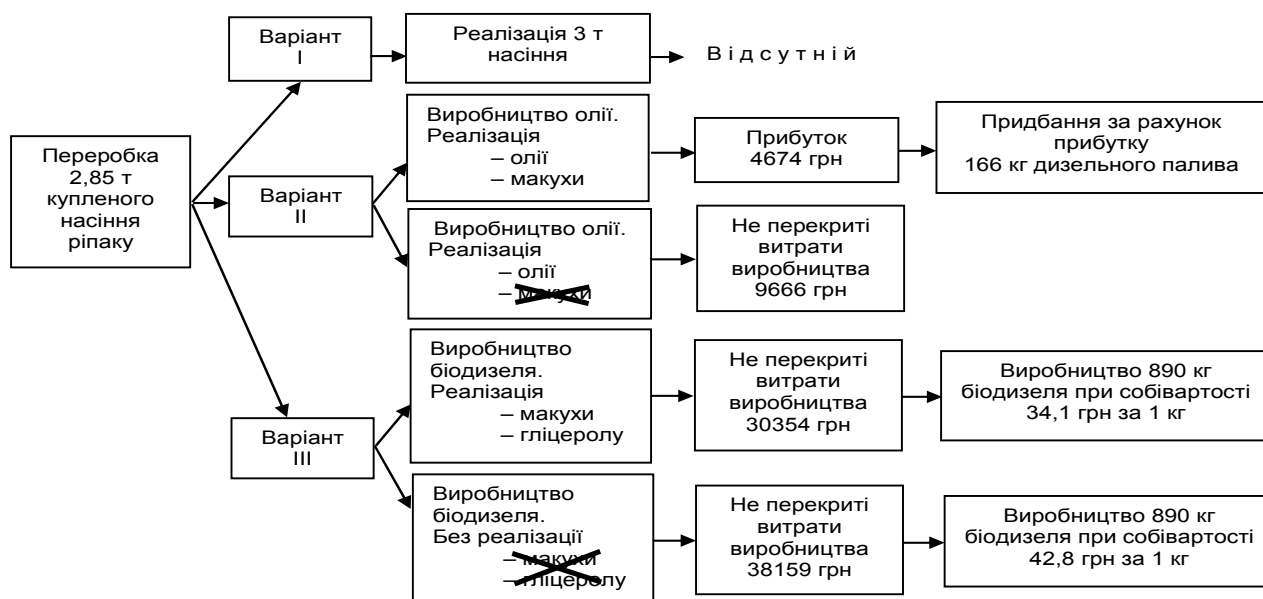 Переробка
2,85 т
купленого
насіння
ріпаку
Варіант
I
Реалізація 3 т
насіння
В і д с у т н і й
Варіант
II
Виробництво олії.
Реалізація
– олії
– макухи
Прибуток
4674 грн
Придбання за рахунок
прибутку
166 кг дизельного палива
Виробництво олії.
Реалізація
– олії
– макухи
Не перекриті
витрати
виробництва
9666 грн
Варіант
III
Виробництво
біодизеля.
Реалізація
– макухи
– гліцеролу
Не перекриті
витрати
виробництва
30354 грн
Виробництво 890 кг
біодизеля при собівартості
34,1 грн за 1 кг
Виробництво
біодизеля.
Без реалізації
– макухи
– гліцеролу
Не перекриті
витрати
виробництва
38159 грн
Виробництво 890 кг
біодизеля при собівартості
42,8 грн за 1 кг